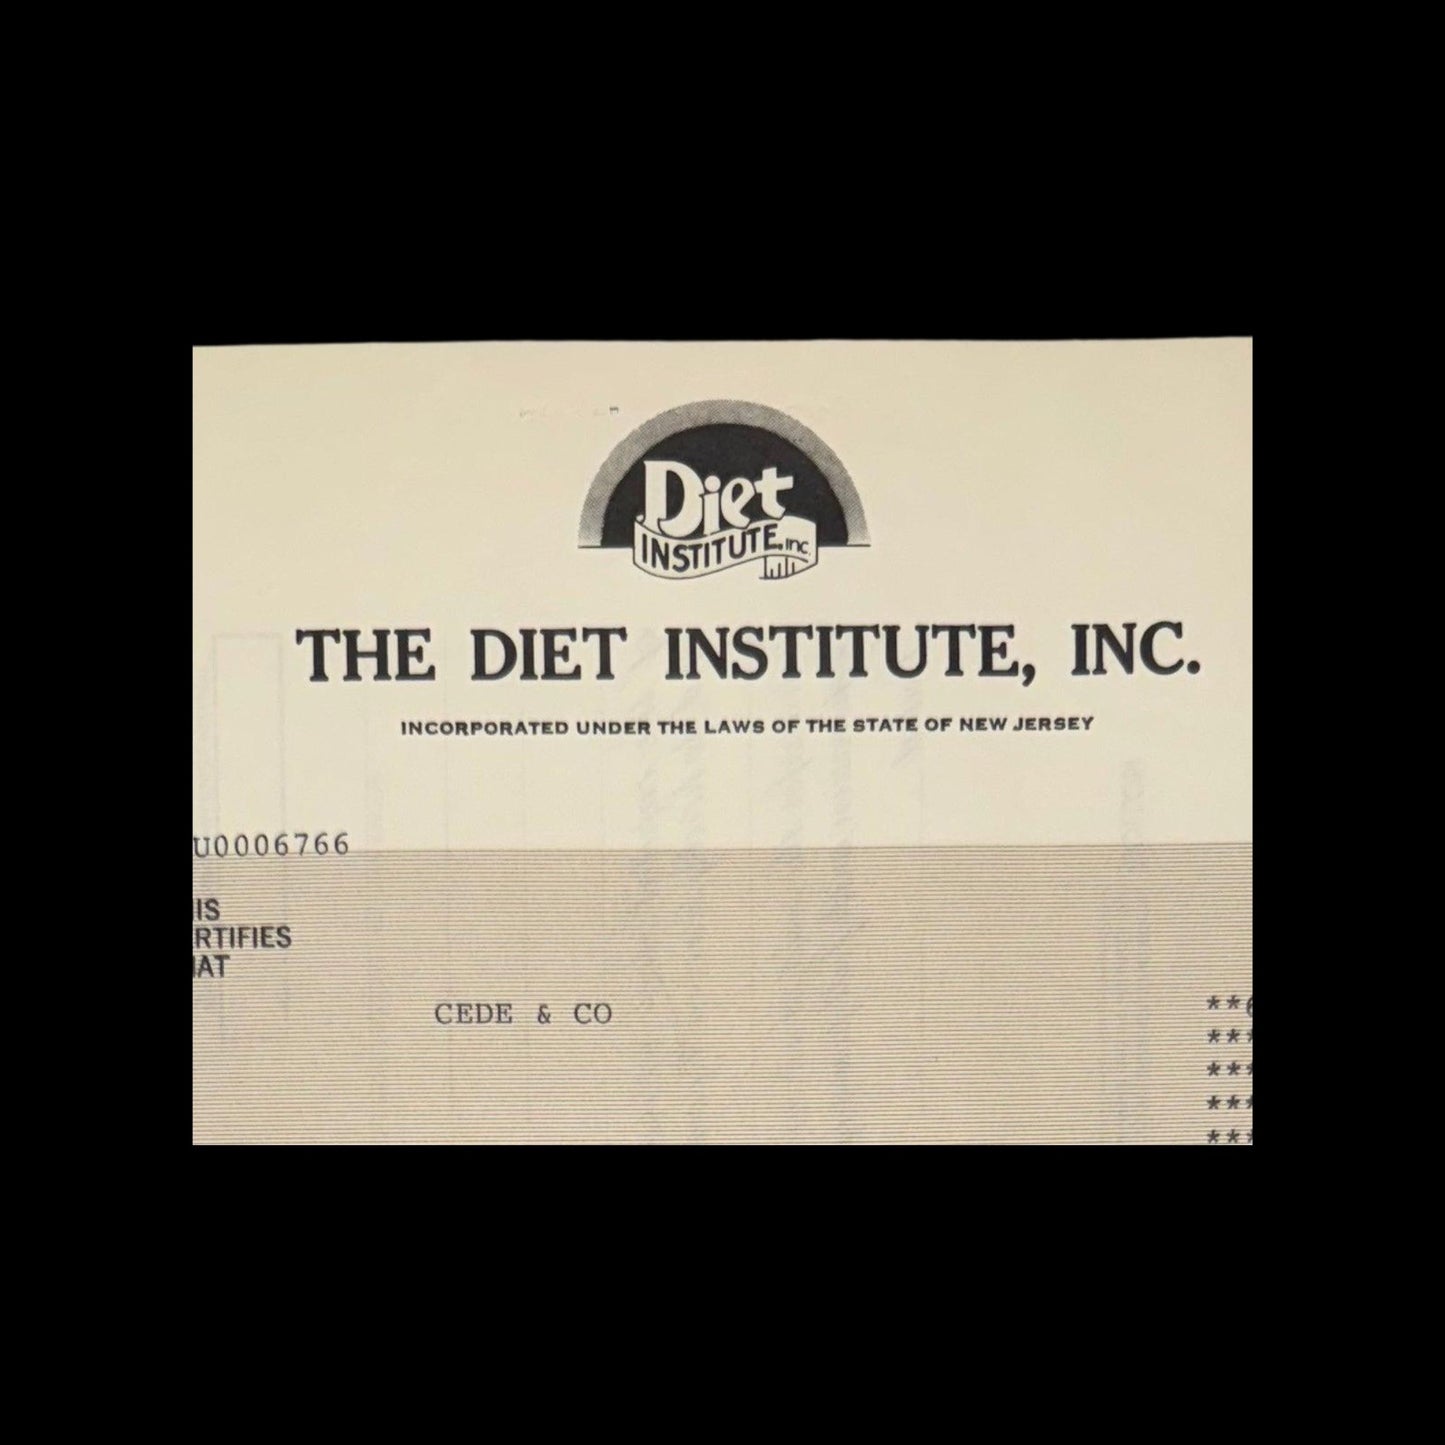 Diet
INSTITUTE, Inc.
THE DIET INSTITUTE, INC.
INCORPORATED UNDER THE LAWS OF THE STATE OF NEW JERSEY
U0006766
IS
RTIFIES
AT
CEDE & CO
**6
***
***
***
***